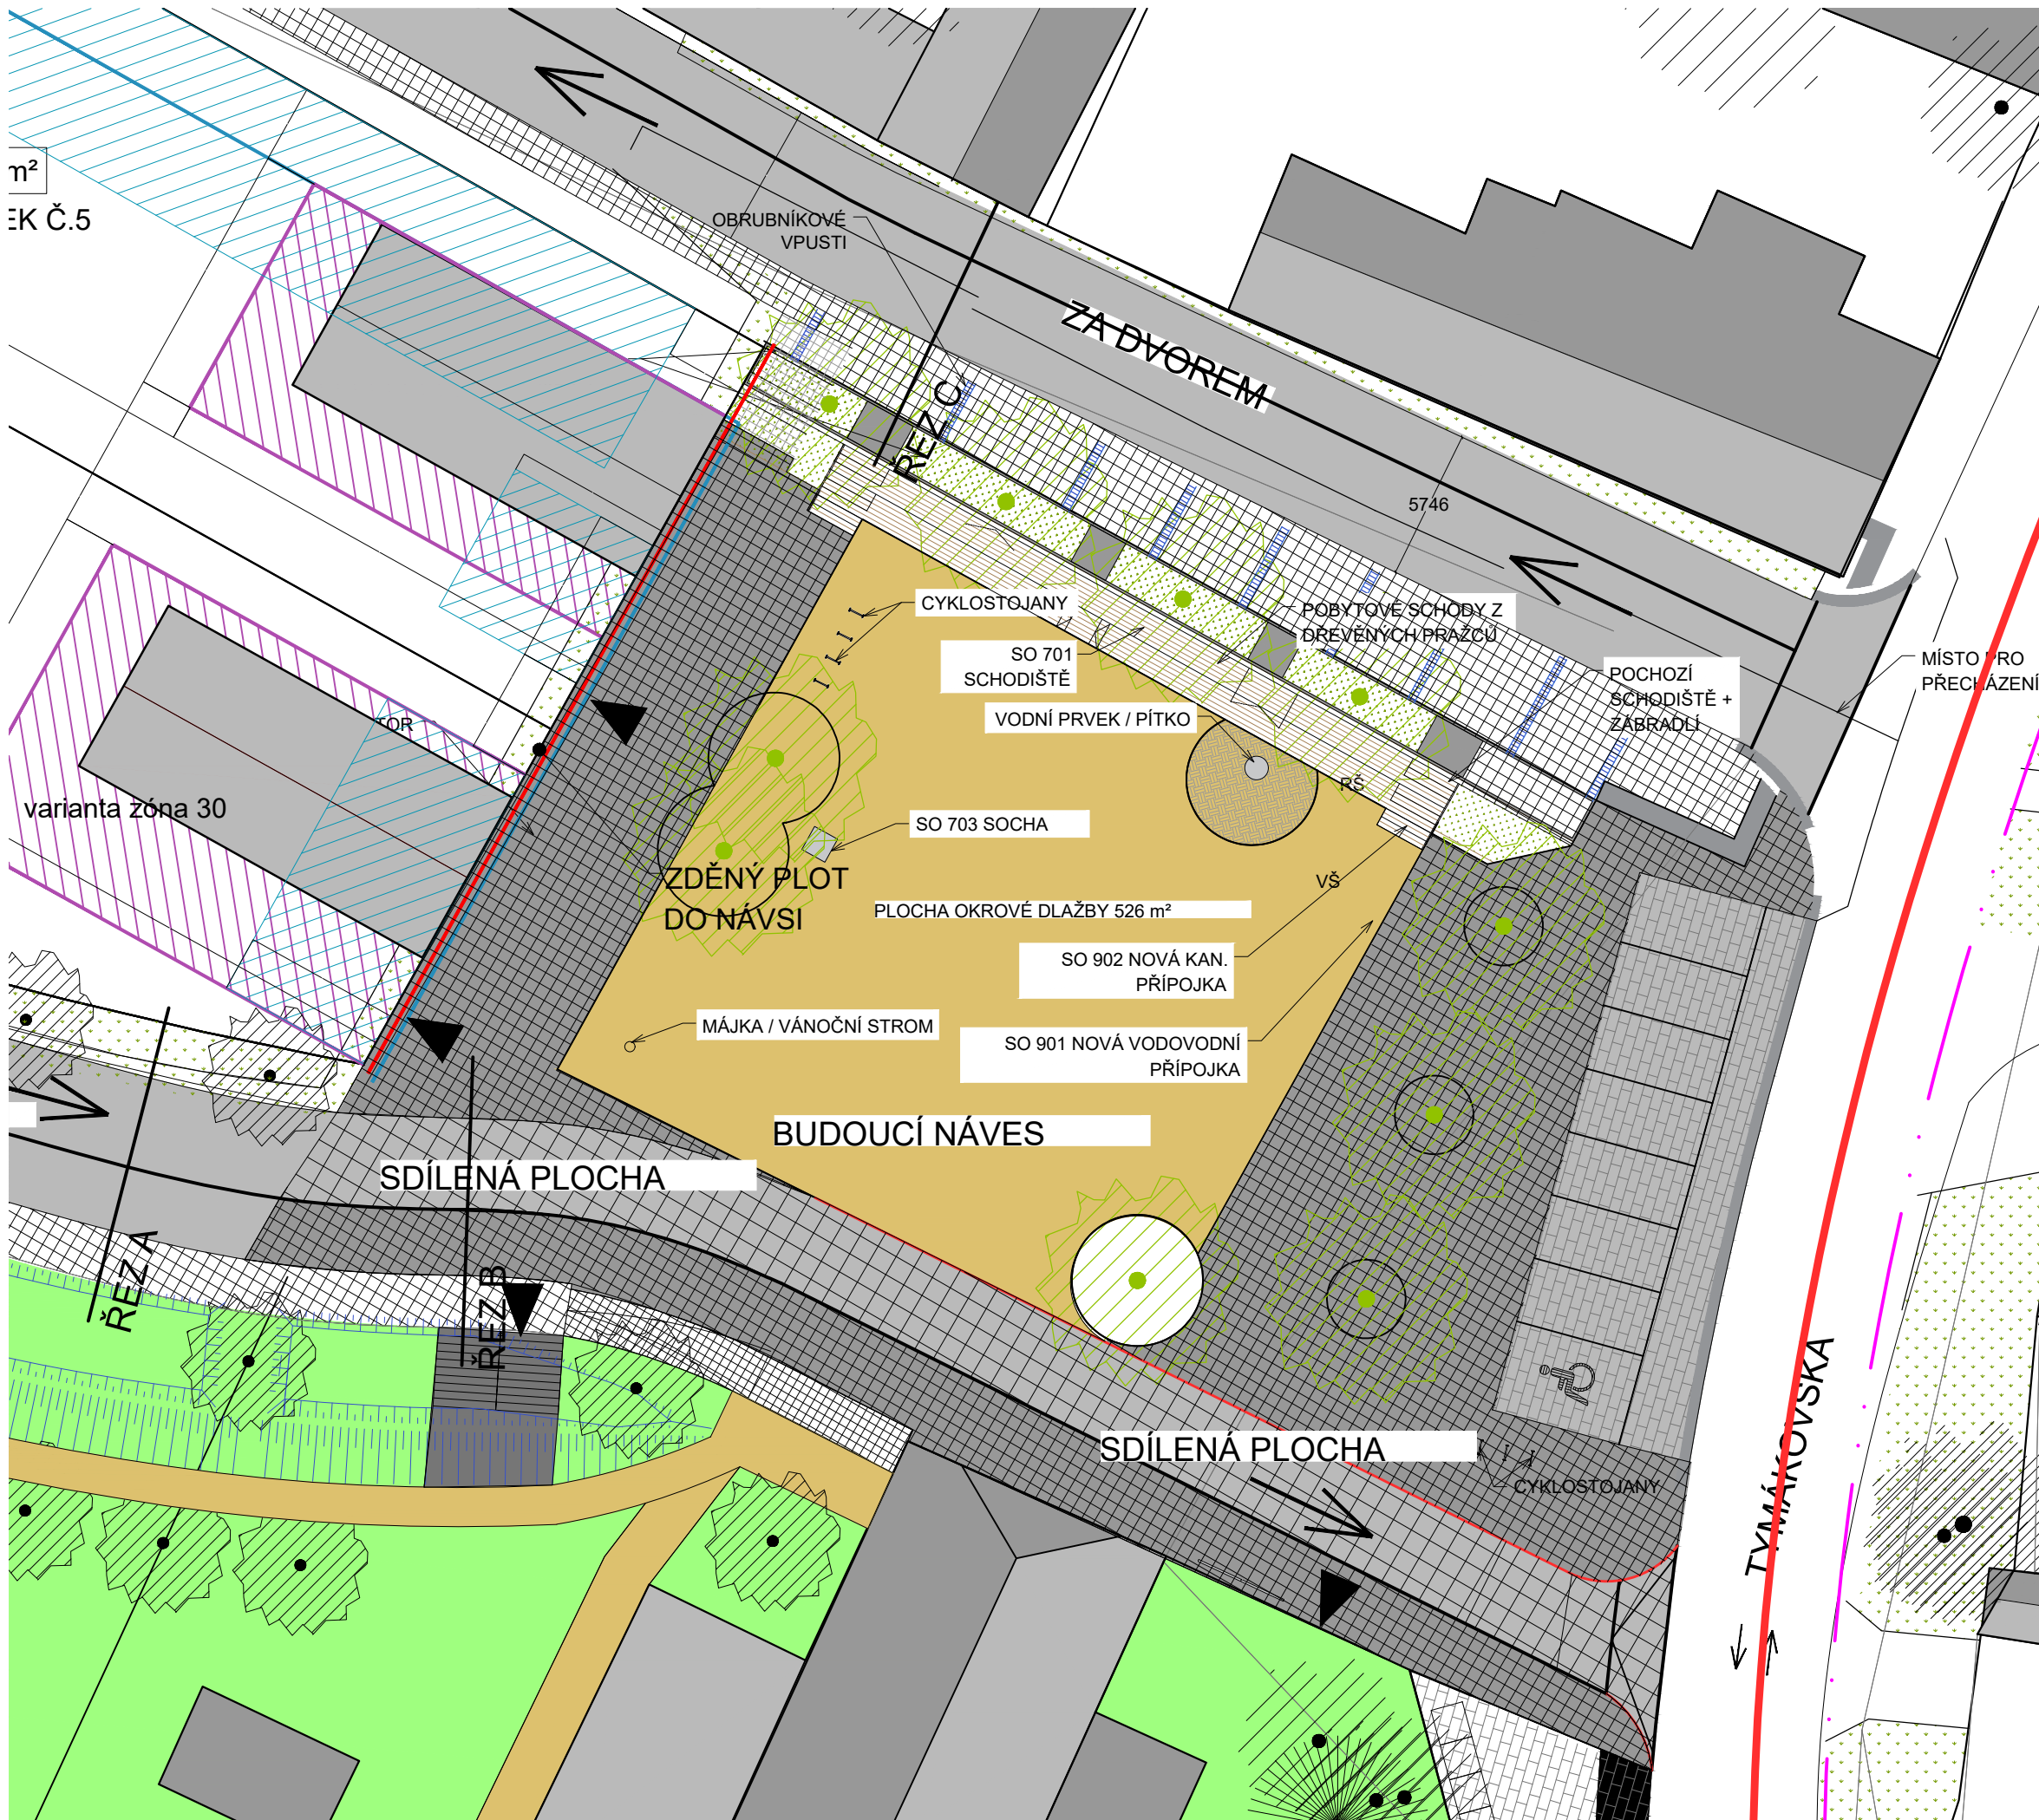 m²
EK Č.5
OBRUBNÍKOVÉ
VPUSTI
ZA DVOREM
ŘEZ C
5746
CYKLOSTOJANY
POBYTOVÉ SCHODY Z
DŘEVĚNÝCH PRAŽCŮ
SO 701
SCHODIŠTĚ
MÍSTO PRO
PŘECHÁZENÍ
POCHOZÍ
SCHODIŠTĚ +
ZÁBRADLÍ
VODNÍ PRVEK / PÍTKO
TOR
RŠ
varianta zóna 30
SO 703 SOCHA
ZDĚNÝ PLOT
DO NÁVSI
VŠ
PLOCHA OKROVÉ DLAŽBY 526 m²
SO 902 NOVÁ KAN.
PŘÍPOJKA
MÁJKA / VÁNOČNÍ STROM
SO 901 NOVÁ VODOVODNÍ
PŘÍPOJKA
BUDOUCÍ NÁVES
SDÍLENÁ PLOCHA
ŘEZ A
ŘEZ B
SDÍLENÁ PLOCHA
CYKLOSTOJANY
TYMÁKOVSKÁ